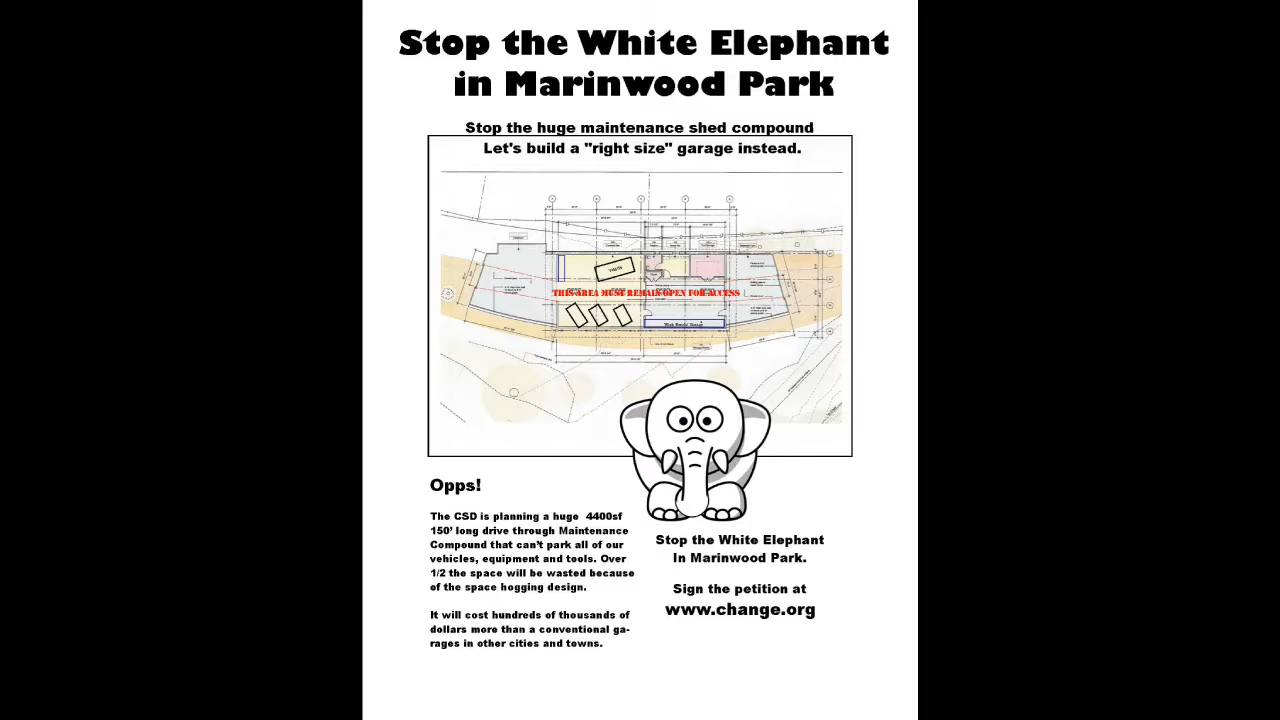 Stop the White Elephant
in Marinwood Park
Stop the huge maintenance shed compound
Let's build a "right size" garage instead.
THIS AREA MUST REMAIN OPEN FOR ACCESS
Opps!
The CSD is planning a huge 4400sf
150' long drive through Maintenance
Compound that can't park all of our
vehicles, equipment and tools. Over
1/2 the space will be wasted because
of the space hogging design.
It will cost hundreds of thousands of
dollars more than a conventional ga-
rages in other cities and towns.
Stop the White Elephant
In Marinwood Park.
Sign the petition at
www.change.org